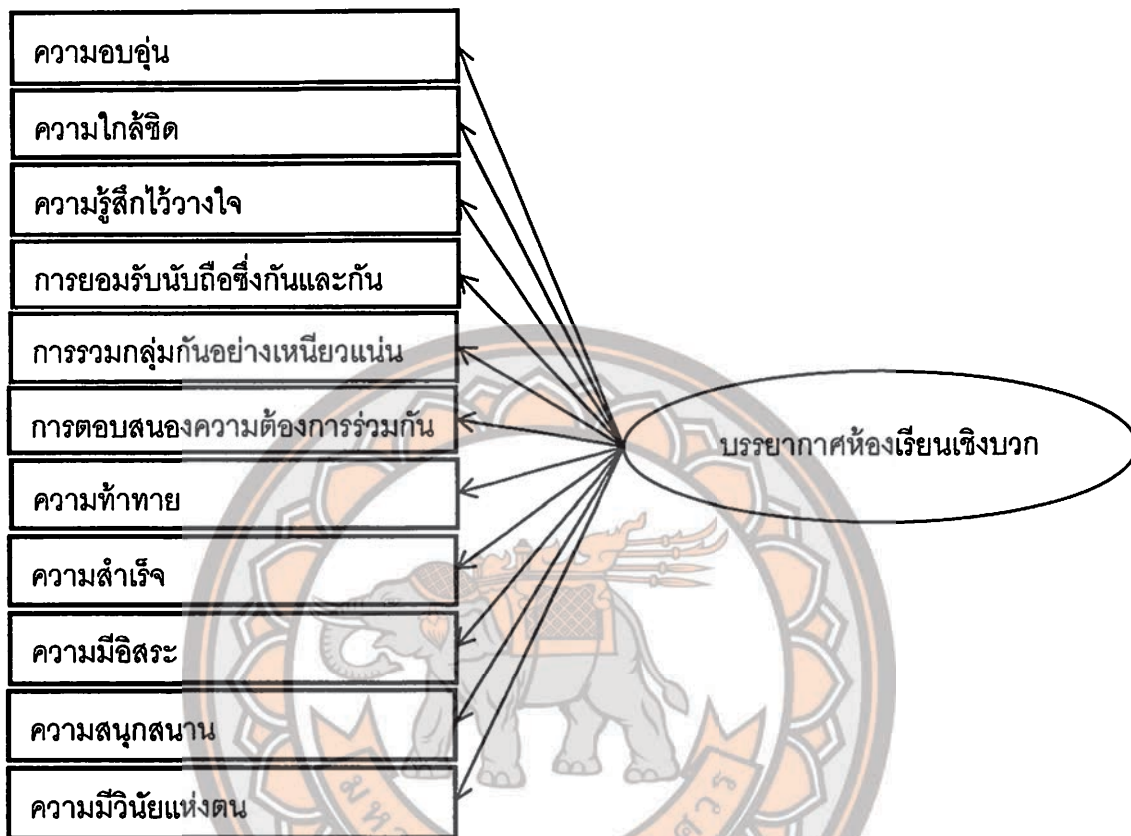 ความอบอุ่น
ความใกล้ชิด
ความรู้สึกไว้วางใจ
การยอมรับนับถือซึ่งกันและกัน
การรวมกลุ่มกันอย่างเหนียวแน่น
การตอบสนองความต้องการร่วมกัน
บรรยากาศห้องเรียนเชิงบวก
ความท้าทาย
ความสำเร็จ
ความมีอิสระ
ความสนุกสนาน
ความมีวินัยแห่งตน